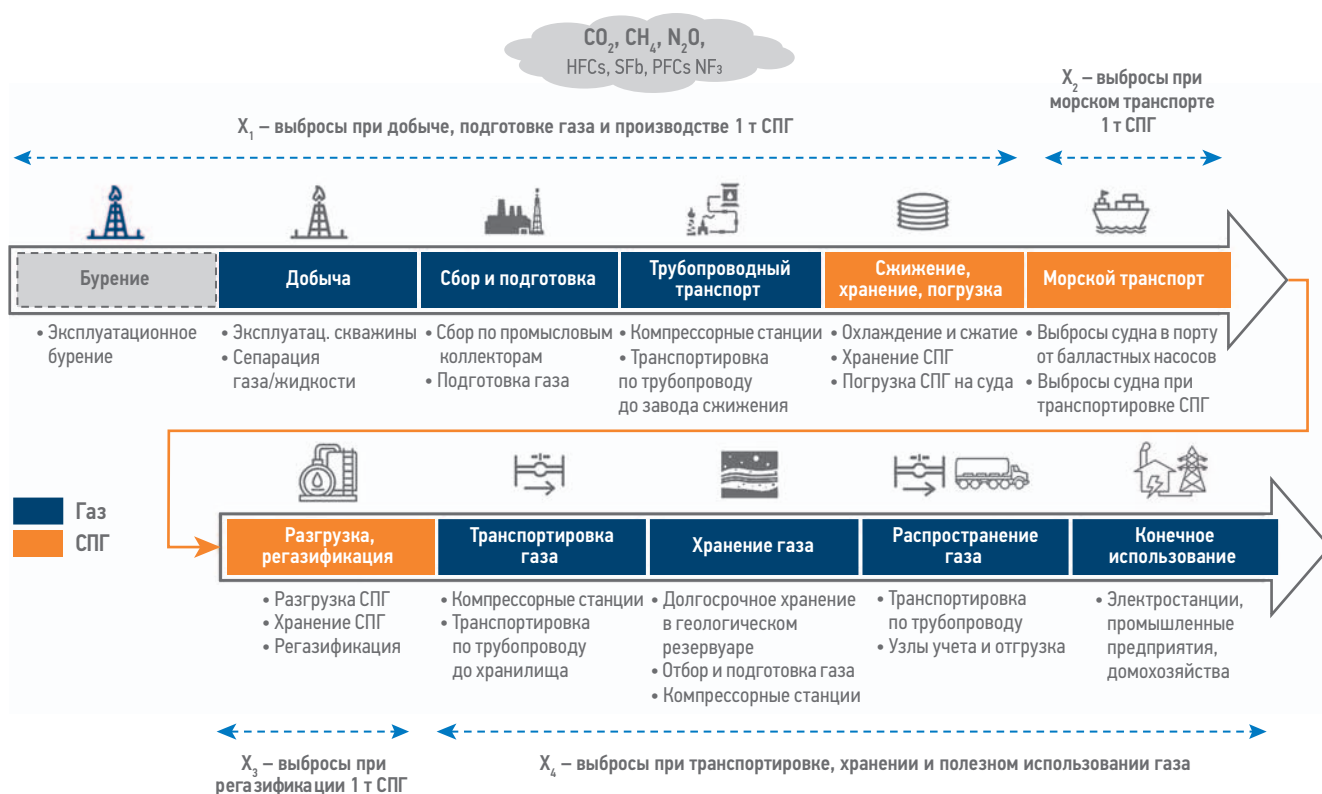 CO₂, CH₄, N₂O,
HFCs, SFb, PFCs NF₃
X₁ – выбросы при добыче, подготовке газа и производстве 1 т СПГ
X₂ – выбросы при
морском транспорте
1 т СПГ
Бурение
Добыча
Сбор и подготовка
Трубопроводный
транспорт
Сжижение,
хранение, погрузка
Морской транспорт
• Эксплуатационное
бурение
• Эксплуатац. скважины
• Сепарация
газа/жидкости
• Сбор по промысловым
коллекторам
• Подготовка газа
• Компрессорные станции
• Транспортировка
по трубопроводу
до завода сжижения
• Охлаждение и сжатие
• Хранение СПГ
• Погрузка СПГ на суда
• Выбросы судна в порту
от балластных насосов
• Выбросы судна при
транспортировке СПГ
Газ
СПГ
Разгрузка,
регазификация
Транспортировка
газа
Хранение газа
Распространение
газа
Конечное
использование
• Разгрузка СПГ
• Хранение СПГ
• Регазификация
• Компрессорные станции
• Транспортировка
по трубопроводу
до хранилища
• Долгосрочное хранение
в геологическом
резервуаре
• Отбор и подготовка газа
• Компрессорные станции
• Транспортировка
по трубопроводу
• Узлы учета и отгрузка
• Электростанции,
промышленные
предприятия,
домохозяйства
X₃ – выбросы при
регазификации 1 т СПГ
X₄ – выбросы при транспортировке, хранении и полезном использовании газа